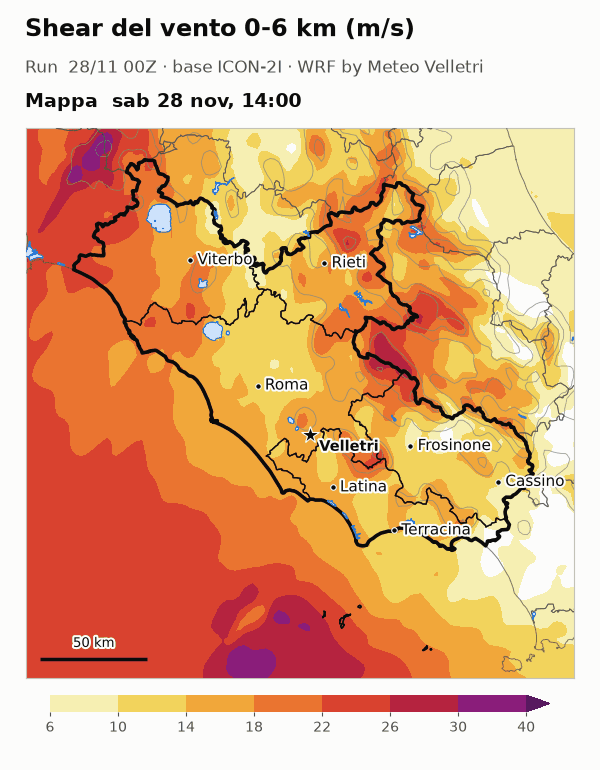 Shear del vento 0-6 km (m/s)
Run  28/11 00Z · base ICON-2I · WRF by Meteo Velletri
Mappa  sab 28 nov, 14:00
Viterbo
Rieti
Roma
Velletri
Frosinone
Latina
Cassino
Terracina
50 km
6 10 14 18 22 26 30 40